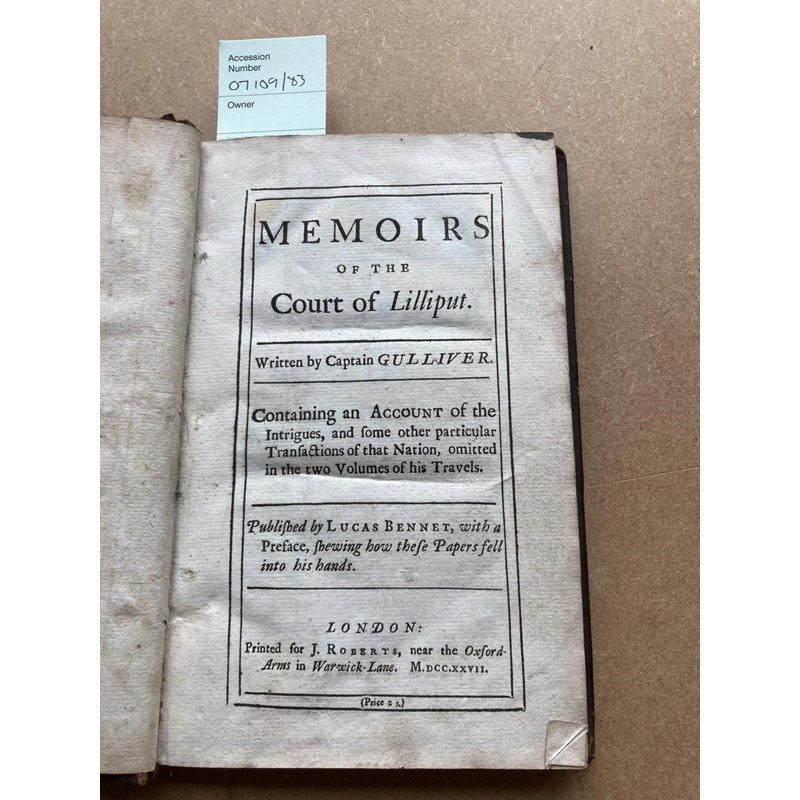 Accession
Number
07109/83
Owner
MEMOIRS
OF THE
Court of Lilliput.
Written by Captain GULLIVER.
Containing an ACCOUNT of the
Intrigues, and ſome other particular
Tranſactions of that Nation, omitted
in the two Volumes of his Travels.
Publiſhed by LUCAS BENNET, with a
Preface, ſhewing how theſe Papers fell
into his hands.
LONDON:
Printed for J. ROBERTS, near the Oxford-
Arms in Warwick-Lane. M.DCC.XXVII.
(Price 2 s.)